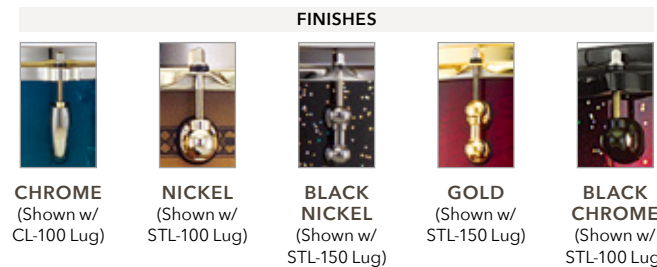 FINISHES
CHROME
(Shown w/
CL-100 Lug)
NICKEL
(Shown w/
STL-100 Lug)
BLACK
NICKEL
(Shown w/
STL-150 Lug)
GOLD
(Shown w/
STL-150 Lug)
BLACK
CHROME
(Shown w/
STL-100 Lug